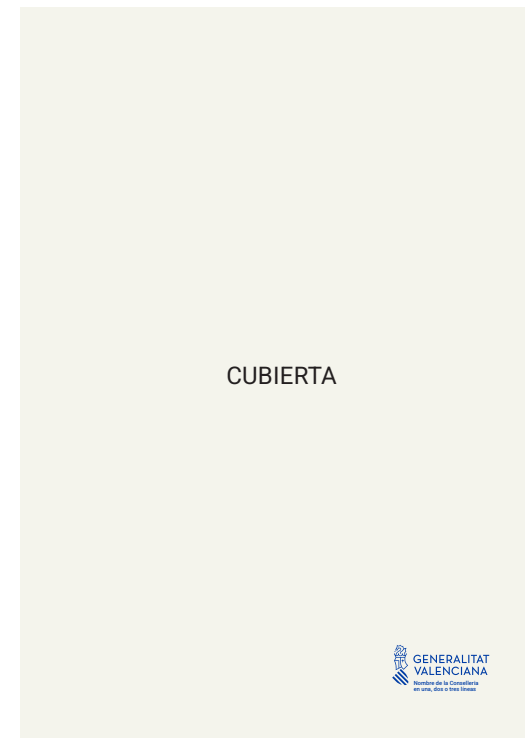 CUBIERTA
GENERALITAT
VALENCIANA
Nombre de la Conselleria
en una, dos o tres líneas